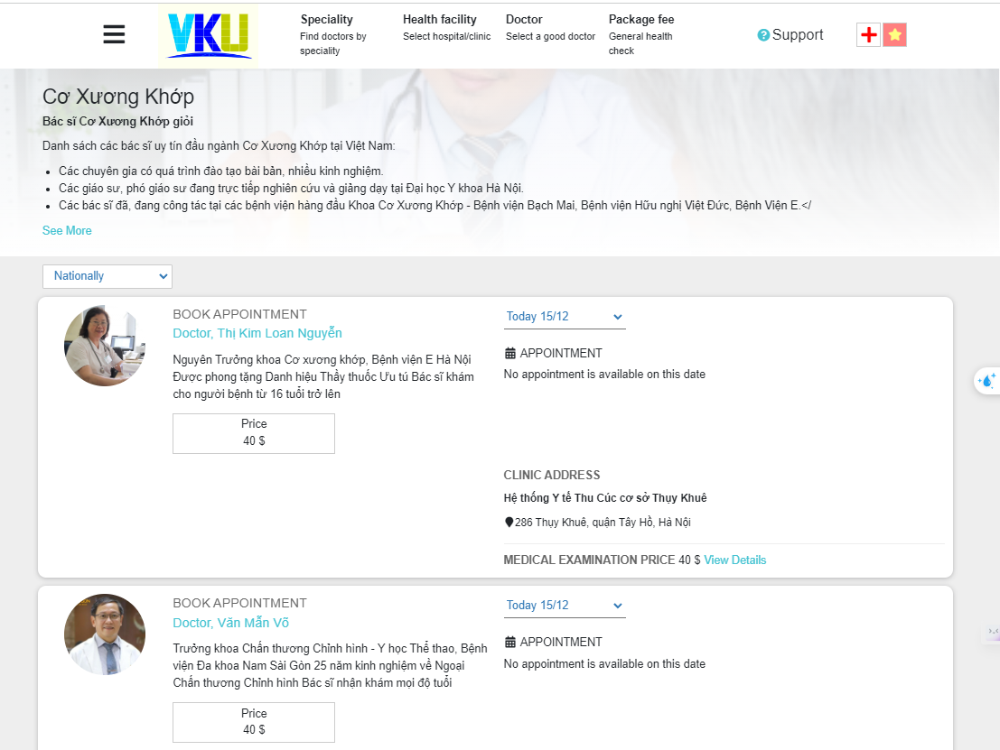 VKU
Speciality
Find doctors by
speciality
Health facility
Select hospital/clinic
Doctor
Select a good doctor
Package fee
General health
check
Support
Cơ Xương Khớp
Bác sĩ Cơ Xương Khớp giỏi
Danh sách các bác sĩ uy tín đầu ngành Cơ Xương Khớp tại Việt Nam:
Các chuyên gia có quá trình đào tạo bài bản, nhiều kinh nghiệm.
Các giáo sư, phó giáo sư đang trực tiếp nghiên cứu và giảng dạy tại Đại học Y khoa Hà Nội.
Các bác sĩ đã, đang công tác tại các bệnh viện hàng đầu Khoa Cơ Xương Khớp - Bệnh viện Bạch Mai, Bệnh viện Hữu nghị Việt Đức, Bệnh Viện E.</
See More
Nationally
BOOK APPOINTMENT
Doctor, Thị Kim Loan Nguyễn
Nguyên Trưởng khoa Cơ xương khớp, Bệnh viện E Hà Nội
Được phong tặng Danh hiệu Thầy thuốc Ưu tú Bác sĩ khám
cho người bệnh từ 16 tuổi trở lên
Price
40 $
Today 15/12
APPOINTMENT
No appointment is available on this date
CLINIC ADDRESS
Hệ thống Y tế Thu Cúc cơ sở Thụy Khuê
286 Thụy Khuê, quận Tây Hồ, Hà Nội
MEDICAL EXAMINATION PRICE 40 $ View Details
BOOK APPOINTMENT
Doctor, Văn Mẫn Võ
Trưởng khoa Chấn thương Chỉnh hình - Y học Thể thao, Bệnh
viện Đa khoa Nam Sài Gòn 25 năm kinh nghiệm về Ngoại
Chấn thương Chỉnh hình Bác sĩ nhận khám mọi độ tuổi
Price
40 $
Today 15/12
APPOINTMENT
No appointment is available on this date